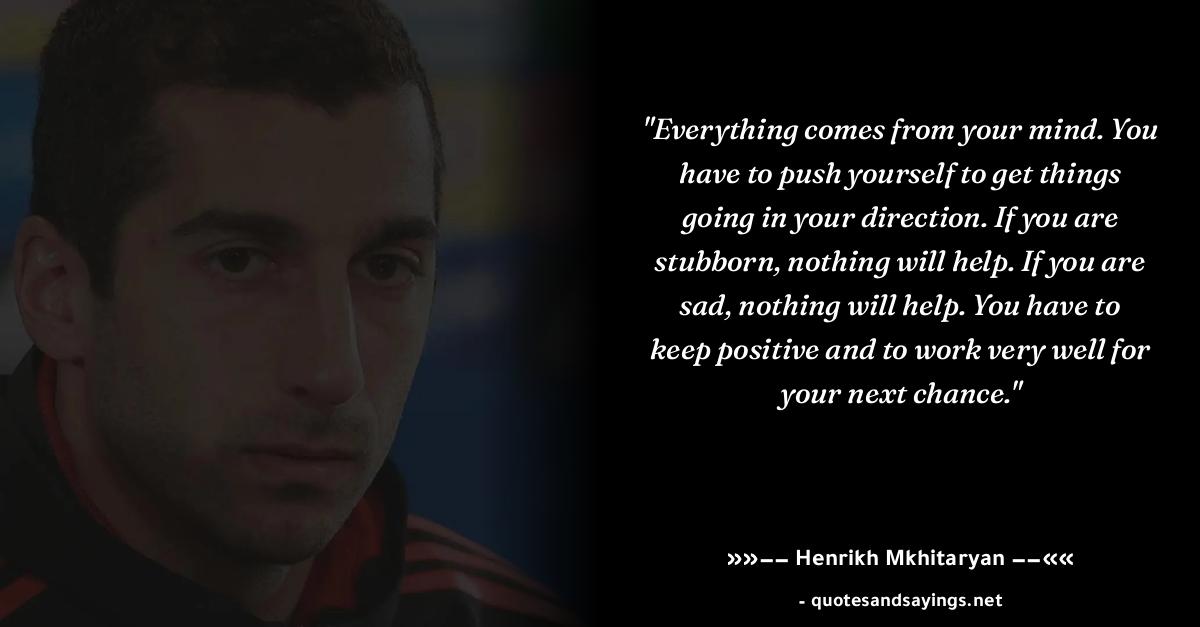 "Everything comes from your mind. You
have to push yourself to get things
going in your direction. If you are
stubborn, nothing will help. If you are
sad, nothing will help. You have to
keep positive and to work very well for
your next chance."
»»−− Henrikh Mkhitaryan −−««
- quotesandsayings.net